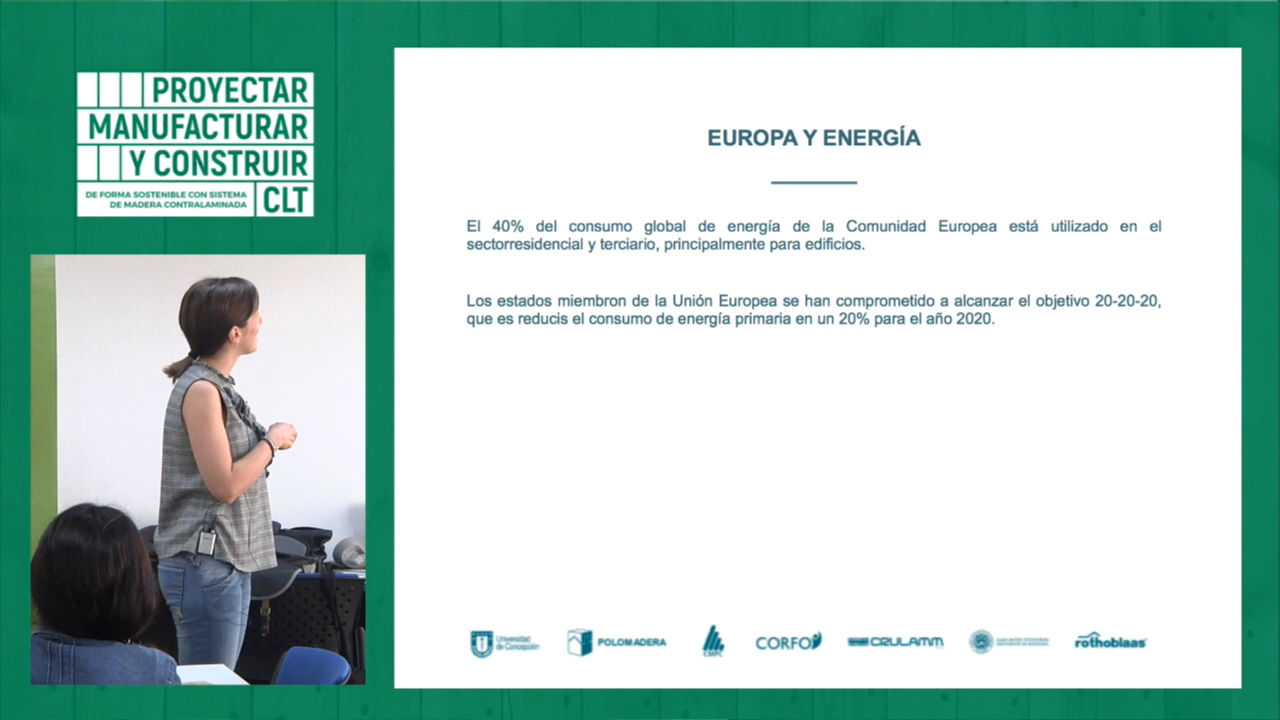 PROYECTAR
MANUFACTURAR
Y CONSTRUIR
DE FORMA SOSTENIBLE CON SISTEMA
DE MADERA CONTRALAMINADA
CLT
EUROPA Y ENERGÍA
El 40% del consumo global de energía de la Comunidad Europea está utilizado en el
sectorresidencial y terciario, principalmente para edificios.
Los estados miembron de la Unión Europea se han comprometido a alcanzar el objetivo 20-20-20,
que es reducis el consumo de energía primaria en un 20% para el año 2020.
Universidad
de Concepción
POLOMADERA
CMPC
CORFO
CRULAMM
rothoblaas